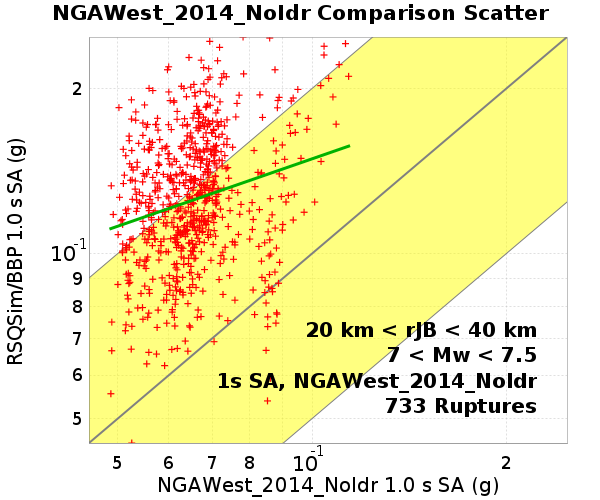 NGAWest_2014_NoIdr Comparison Scatter
RSQSim/BBP 1.0 s SA (g)
2
10-1
9
8
7
6
5
20 km < rJB < 40 km
7 < Mw < 7.5
1s SA, NGAWest_2014_NoIdr
733 Ruptures
5 6 7 8 10-1 2
NGAWest_2014_NoIdr 1.0 s SA (g)